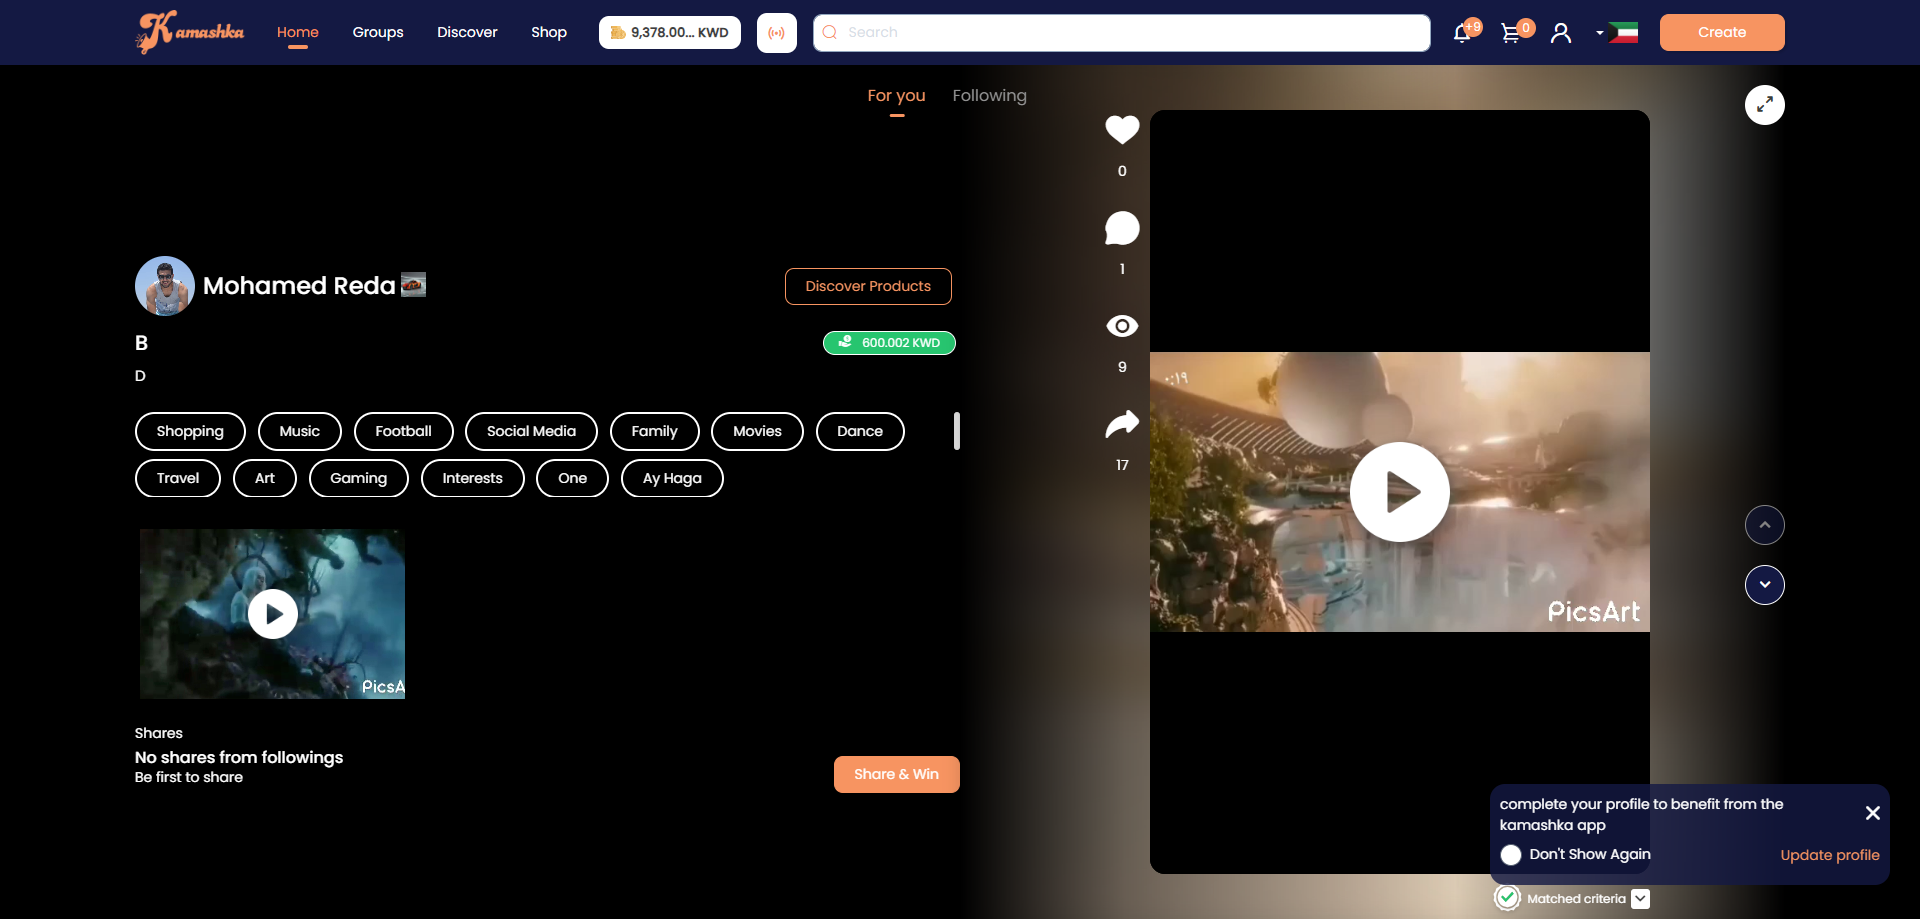 Kamashka
Home
Groups
Discover
Shop
9,378.00... KWD
Search
+9
0
Create
For you
Following
0
1
9
17
Mohamed Reda
Discover Products
B
600.002 KWD
D
Shopping
Music
Football
Social Media
Family
Movies
Dance
Travel
Art
Gaming
Interests
One
Ay Haga
PicsA
Shares
No shares from followings
Be first to share
Share & Win
٠:١٩
PicsArt
complete your profile to benefit from the
kamashka app
Don't Show Again
Update profile
Matched criteria